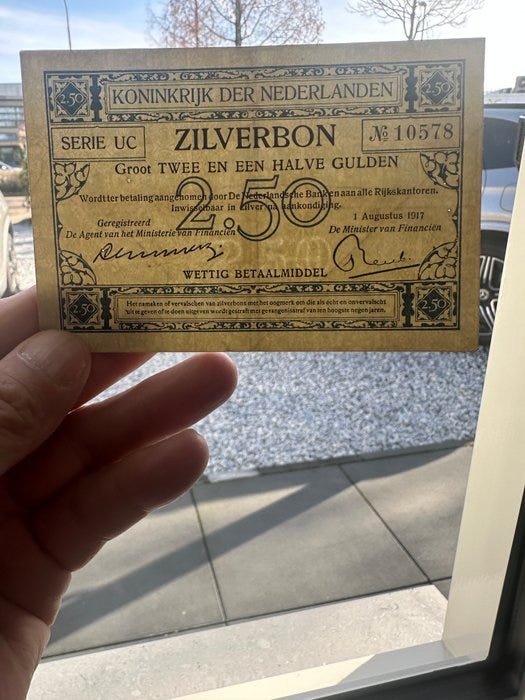 2.50 KONINKRIJK DER NEDERLANDEN 2.50
SERIE UC ZILVERBON № 10578
Groot TWEE EN EEN HALVE GULDEN
2.50
Wordt ter betaling aangenomen door De Nederlandsche Bank en aan alle Rijkskantoren.
Inwisselbaar in zilver na aankondiging.
Geregistreerd 1 Augustus 1917
De Agent van het Ministerie van Financiën De Minister van Financiën
WETTIG BETAALMIDDEL
2.50 Het namaken of vervalschen van zilverbons met het oogmerk om die als echt en onvervalscht 2.50
uit te geven of te doen uitgeven wordt gestraft met gevangenisstraf van ten hoogste negen jaren.